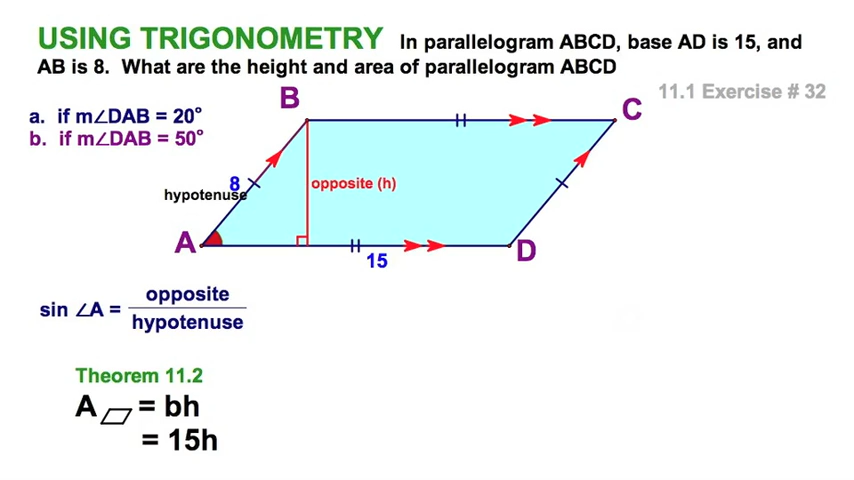 USING TRIGONOMETRY In parallelogram ABCD, base AD is 15, and
AB is 8. What are the height and area of parallelogram ABCD
11.1 Exercise # 32
a. if m∠DAB = 20°
b. if m∠DAB = 50°
B
C
8
hypotenuse
opposite (h)
A
D
15
sin ∠A = opposite
hypotenuse
Theorem 11.2
A▱ = bh
= 15h